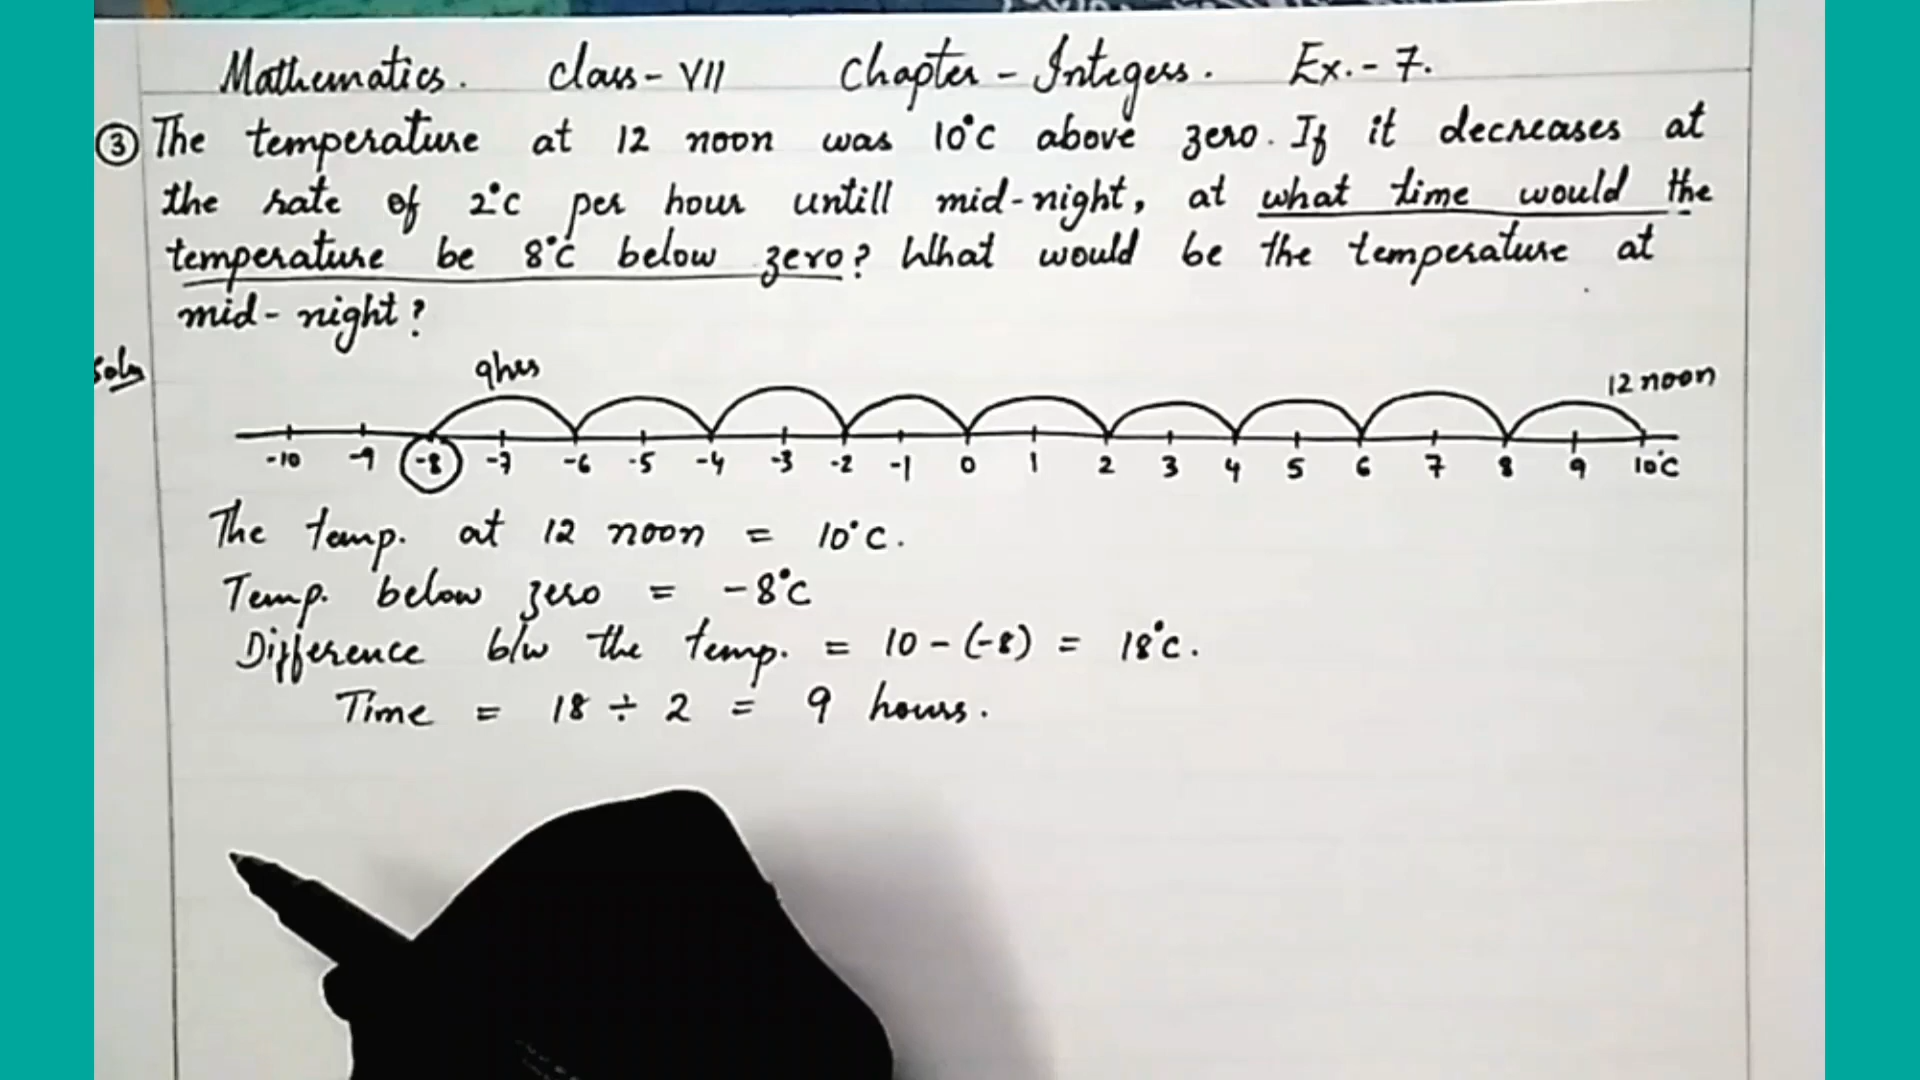 Mathematics. Class-VII Chapter - Integers. Ex.-7.
③ The temperature at 12 noon was 10°C above zero. If it decreases at
the rate of 2°C per hour untill mid-night, at what time would the
temperature be 8°C below zero? What would be the temperature at
mid-night?
Soln
9hrs 12 noon
-10 -9 -8 -7 -6 -5 -4 -3 -2 -1 0 1 2 3 4 5 6 7 8 9 10°C
The temp. at 12 noon = 10°C.
Temp. below zero = -8°C
Difference b/w the temp. = 10-(-8) = 18°C.
Time = 18 ÷ 2 = 9 hours.